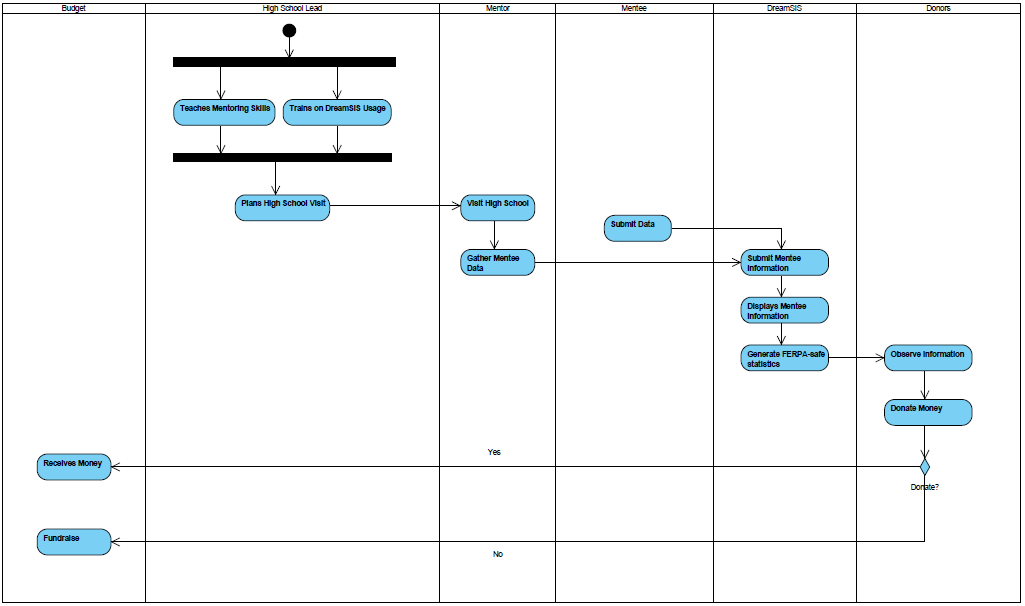 Budget
High School Lead
Mentor
Mentee
DreamSIS
Donors
Teaches Mentoring Skills
Trains on DreamSIS Usage
Plans High School Visit
Visit High School
Submit Data
Gather Mentee
Data
Submit Mentee
Information
Displays Mentee
Information
Generate FERPA-safe
statistics
Observe Information
Donate Money
Yes
Receives Money
Donate?
Fundraise
No